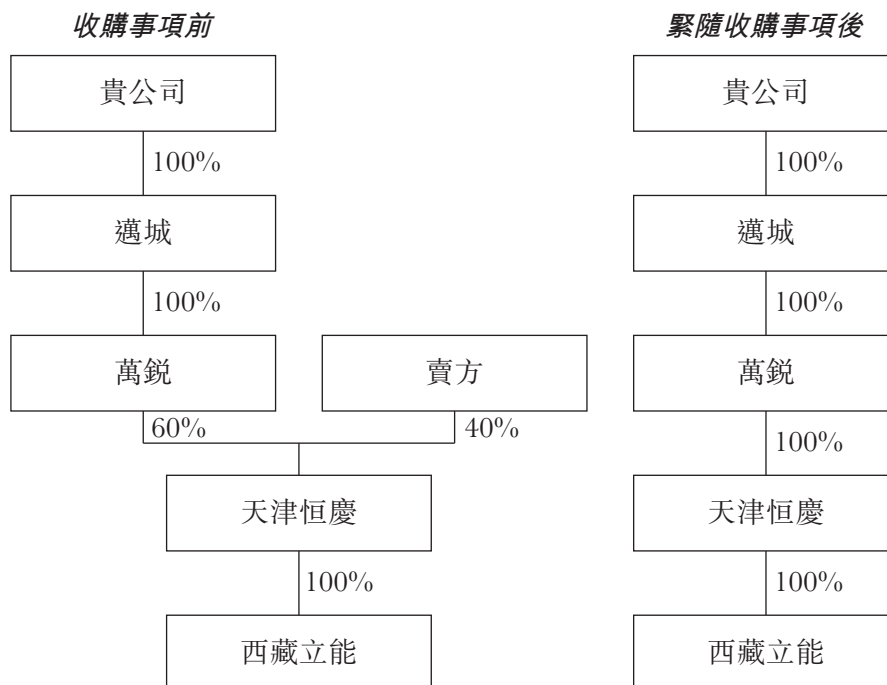 收購事項前
貴公司
100%
邁城
100%
萬鋭
賣方
60%
40%
天津恒慶
100%
西藏立能
緊隨收購事項後
貴公司
100%
邁城
100%
萬鋭
100%
天津恒慶
100%
西藏立能